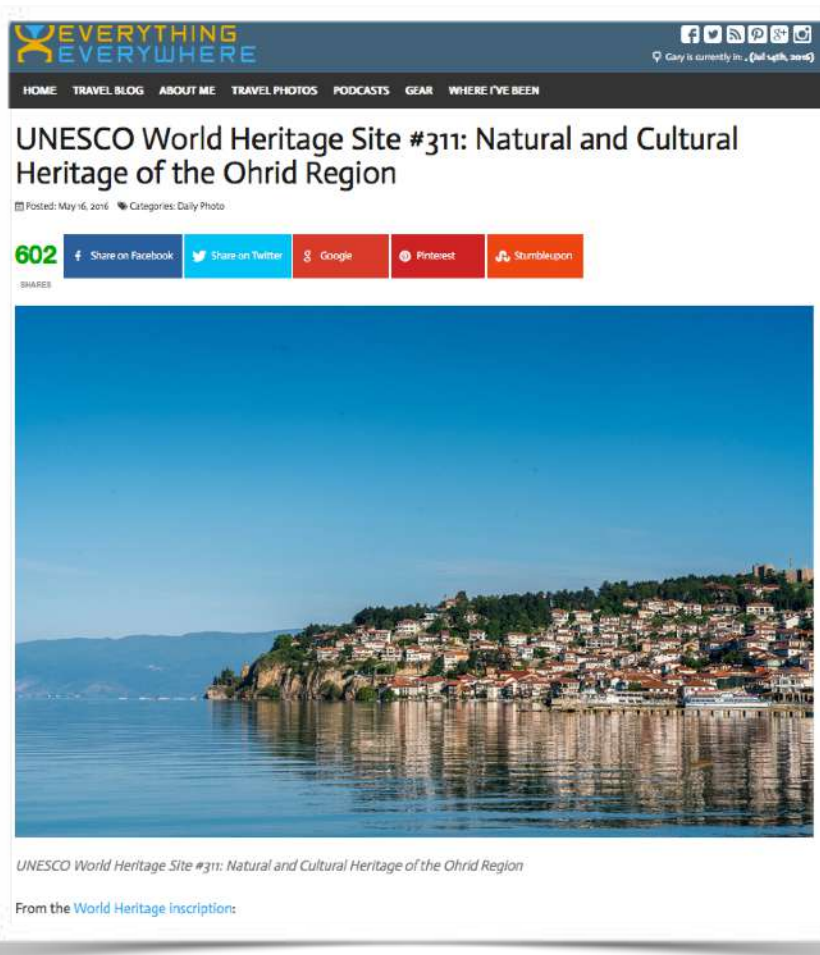 EVERYTHING
EVERYWHERE
Gary is currently in: , (Jul 14th, 2016)
HOME TRAVEL BLOG ABOUT ME TRAVEL PHOTOS PODCASTS GEAR WHERE I'VE BEEN
UNESCO World Heritage Site #311: Natural and Cultural
Heritage of the Ohrid Region
Posted: May 16, 2016 Categories: Daily Photo
602 Share on Facebook Share on Twitter Google Pinterest Stumbleupon
SHARES
UNESCO World Heritage Site #311: Natural and Cultural Heritage of the Ohrid Region
From the World Heritage inscription: